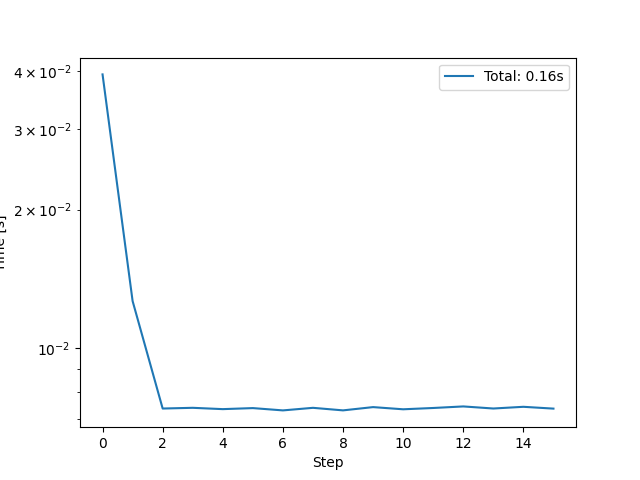 Total: 0.16s
4 × 10⁻²
3 × 10⁻²
2 × 10⁻²
10⁻²
[s]
0 2 4 6 8 10 12 14
Step